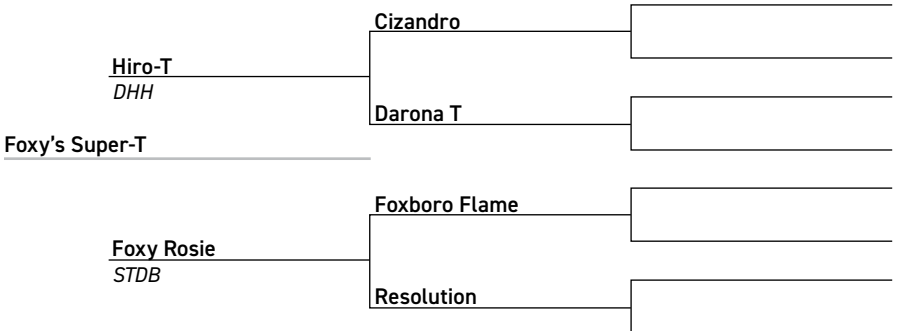 Cizandro
Hiro-T
DHH
Darona T
Foxy's Super-T
Foxboro Flame
Foxy Rosie
STDB
Resolution